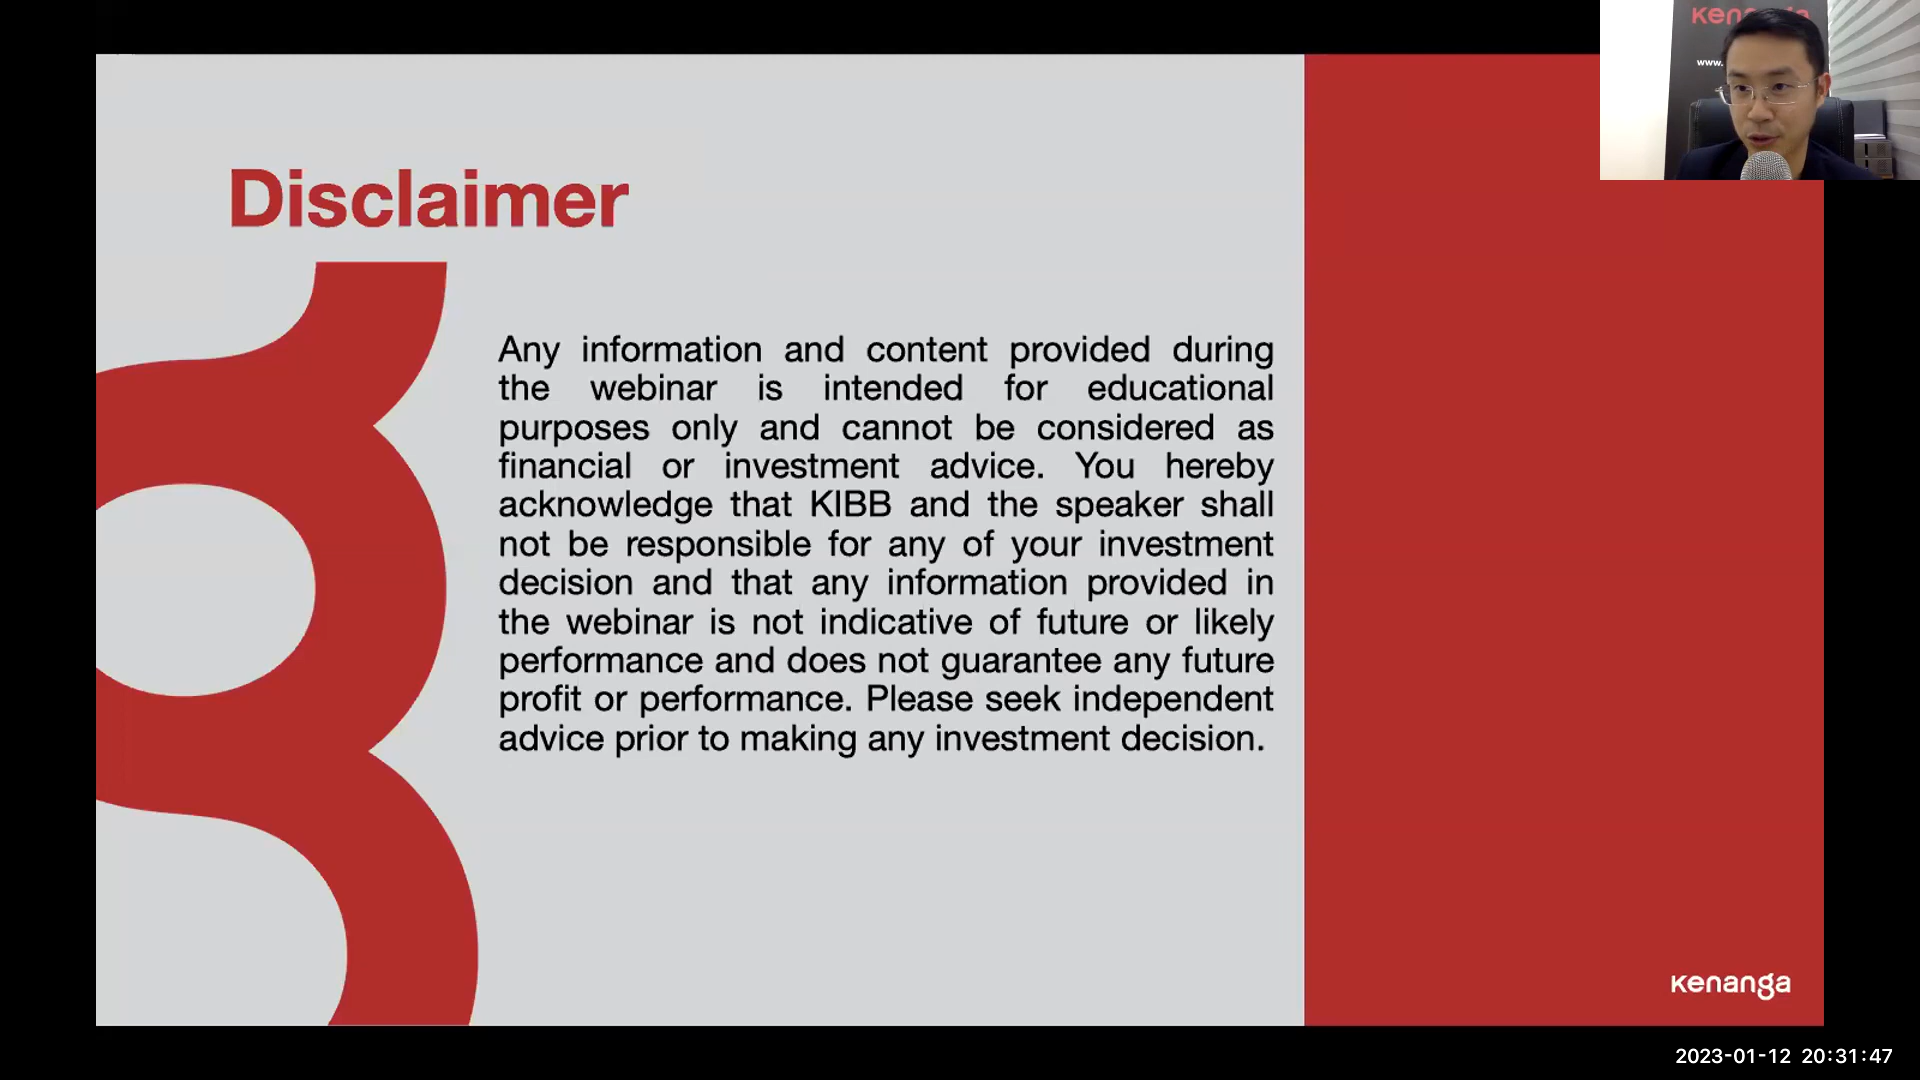 Kenanga
www.
Disclaimer
Any information and content provided during
the webinar is intended for educational
purposes only and cannot be considered as
financial or investment advice. You hereby
acknowledge that KIBB and the speaker shall
not be responsible for any of your investment
decision and that any information provided in
the webinar is not indicative of future or likely
performance and does not guarantee any future
profit or performance. Please seek independent
advice prior to making any investment decision.
kenanga
2023-01-12 20:31:47